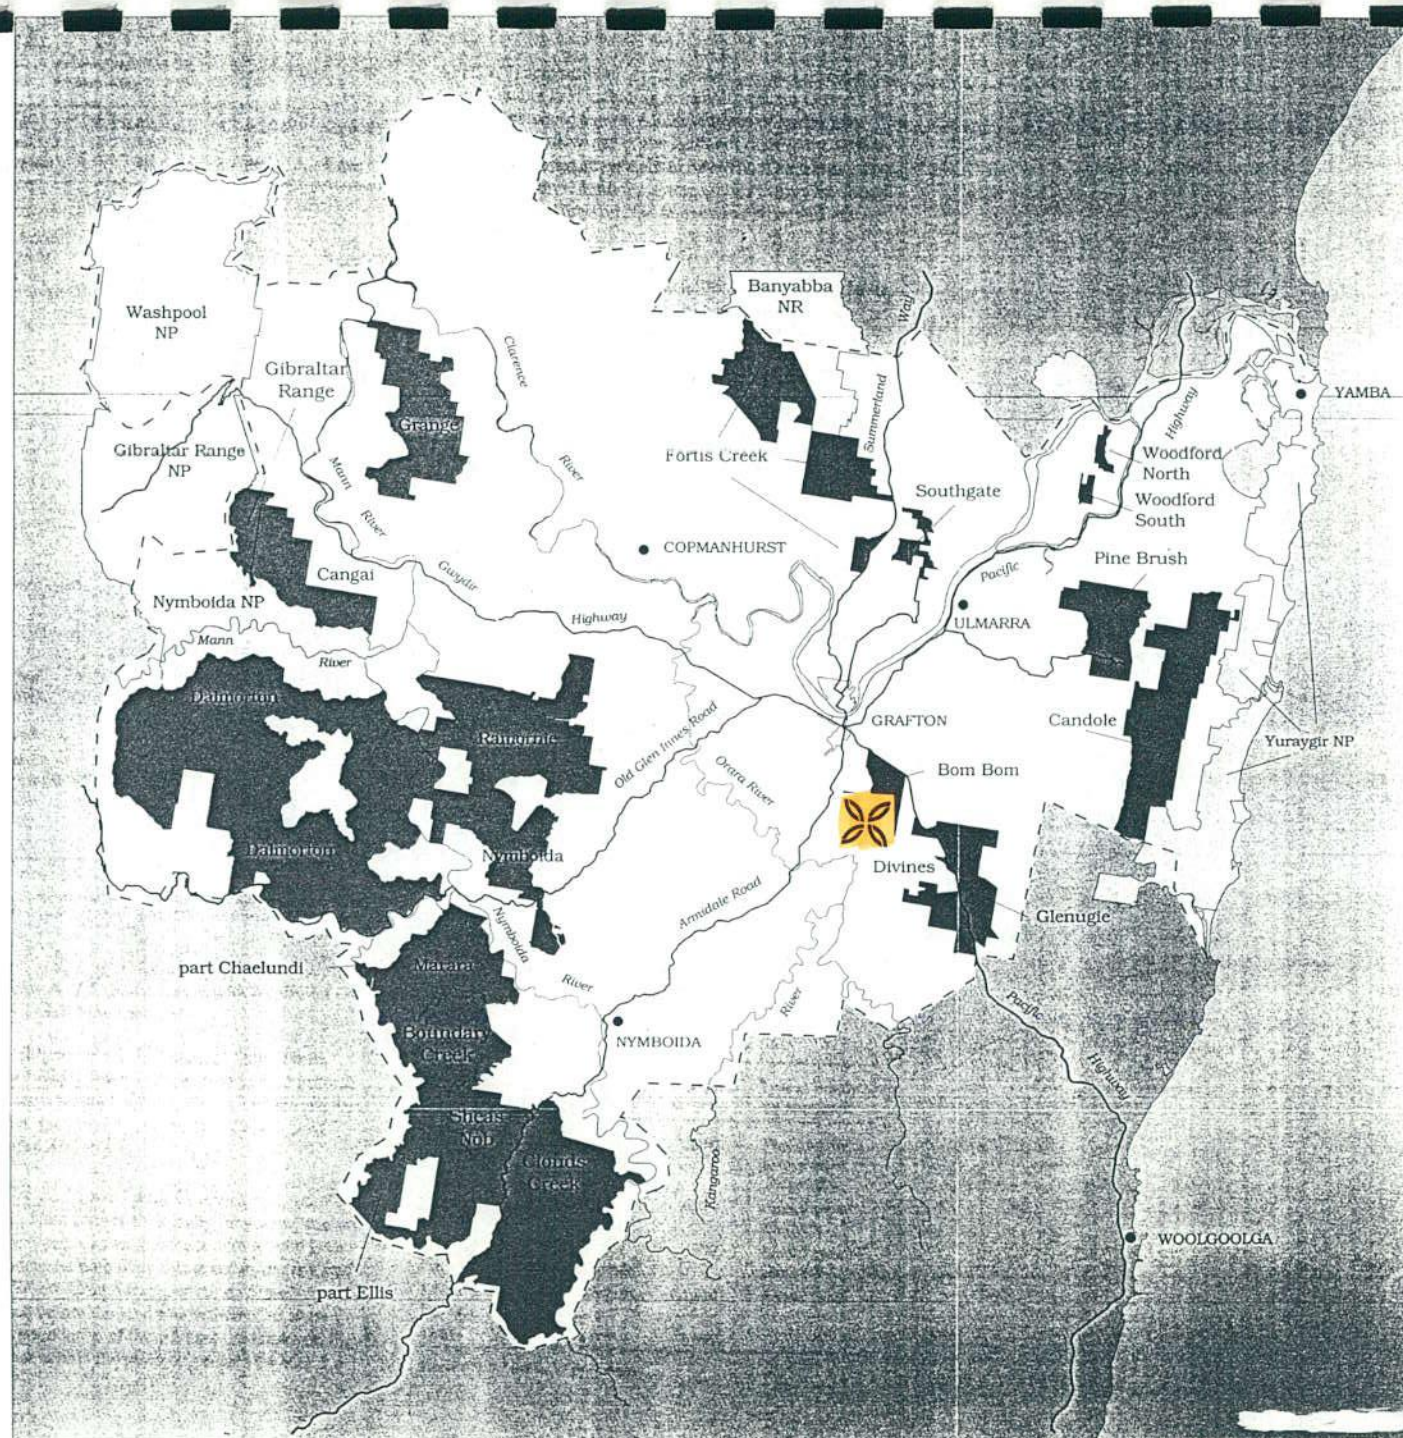 Banyabba
NR
Way
Washpool
NP
Clarence
Gibraltar
Range
YAMBA
Summerland
Highway
Grange
Gibraltar Range
NP
Fortis Creek
Woodford
North
River
Mann
River
Southgate
Woodford
South
COPMANHURST
Pine Brush
Cangai
Gwydir
Pacific
Nymboida NP
Highway
ULMARRA
Mann
River
Dalmorton
GRAFTON
Candole
Ramornie
Old Glen Innes Road
Yuraygir NP
Orara River
Bom Bom
Dalmorton
Nymboida
Divines
Armidale Road
Glenugie
Nymboida
River
part Chaelundi
Marara
River
Pacific
Boundary
Creek
NYMBOIDA
Highway
Sheas
Nob
Clouds
Creek
Kangaroo
WOOLGOOLGA
part Ellis